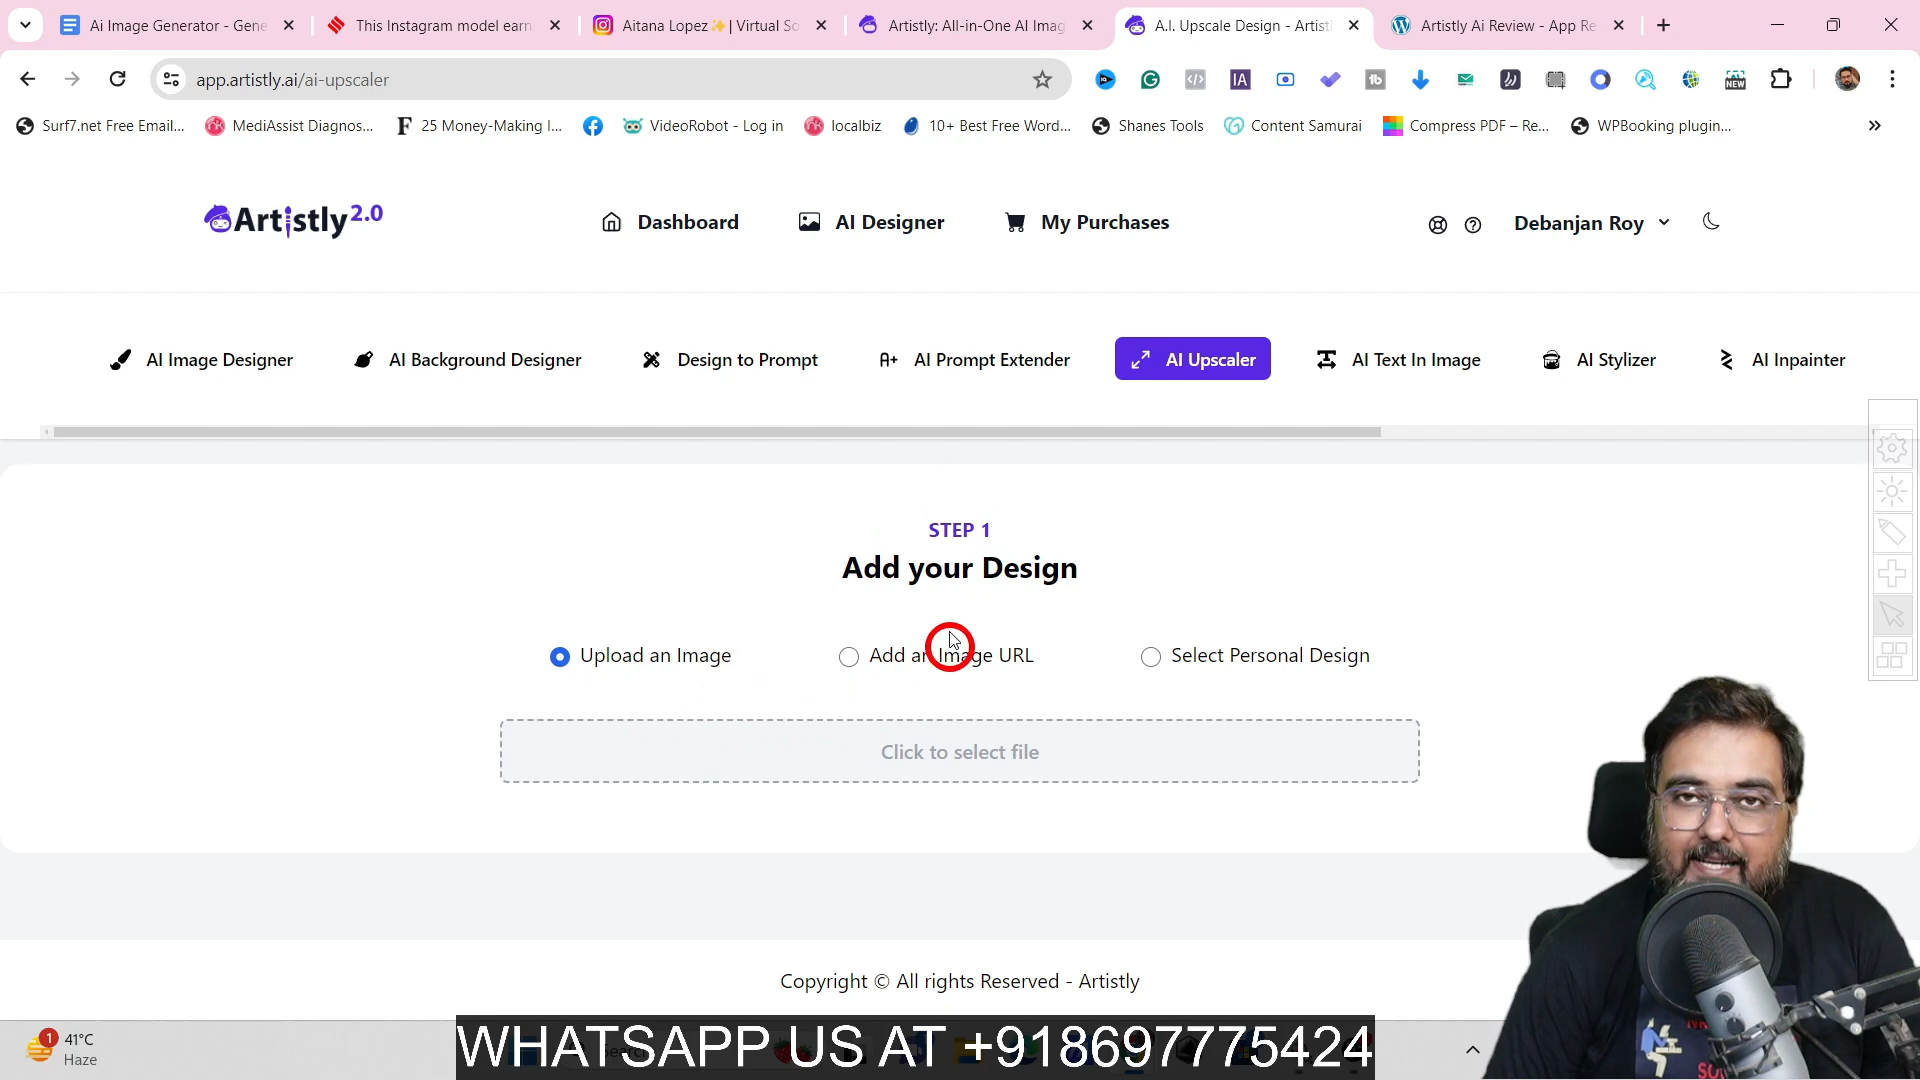 Ai Image Generator - Gene
This Instagram model earn
Aitana Lopez✨| Virtual So
Artistly: All-in-One AI Imag
A.I. Upscale Design - Artist
Artistly Ai Review - App Re
app.artistly.ai/ai-upscaler
Surf7.net Free Email...
MediAssist Diagnos...
25 Money-Making I...
VideoRobot - Log in
localbiz
10+ Best Free Word...
Shanes Tools
Content Samurai
Compress PDF – Re...
WPBooking plugin...
Artistly 2.0
Dashboard
AI Designer
My Purchases
Debanjan Roy
AI Image Designer
AI Background Designer
Design to Prompt
AI Prompt Extender
AI Upscaler
AI Text In Image
AI Stylizer
AI Inpainter
STEP 1
Add your Design
Upload an Image
Add an Image URL
Select Personal Design
Click to select file
Copyright © All rights Reserved - Artistly
1
41°C
Haze
WHATSAPP US AT +918697775424